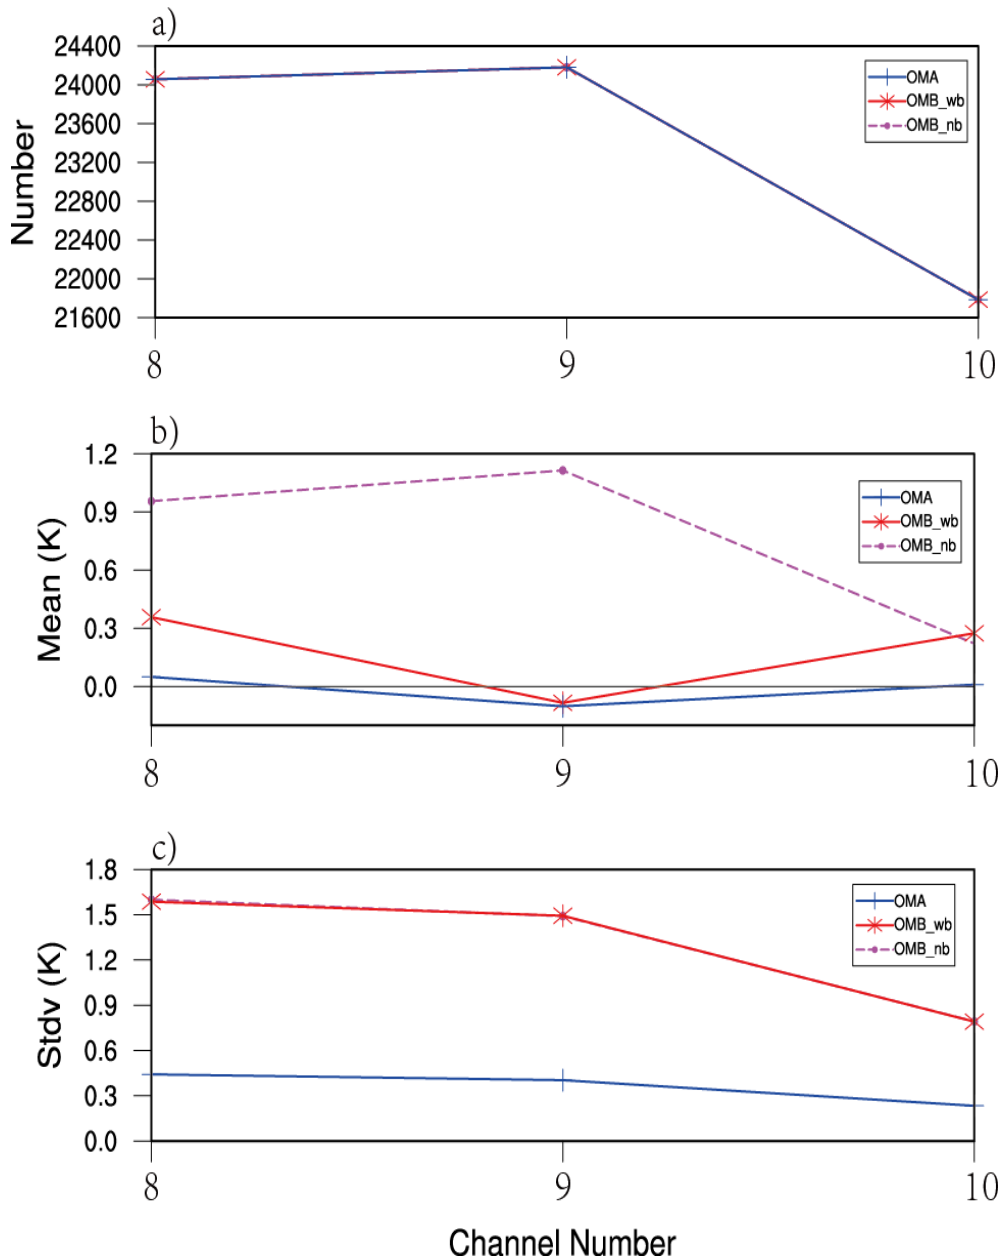 a)
Number
24400
24000
23600
23200
22800
22400
22000
21600
OMA
OMB_wb
OMB_nb
8 9 10
b)
Mean (K)
1.2
0.9
0.6
0.3
0.0
OMA
OMB_wb
OMB_nb
8 9 10
c)
Stdv (K)
1.8
1.5
1.2
0.9
0.6
0.3
0.0
OMA
OMB_wb
OMB_nb
8 9 10
Channel Number